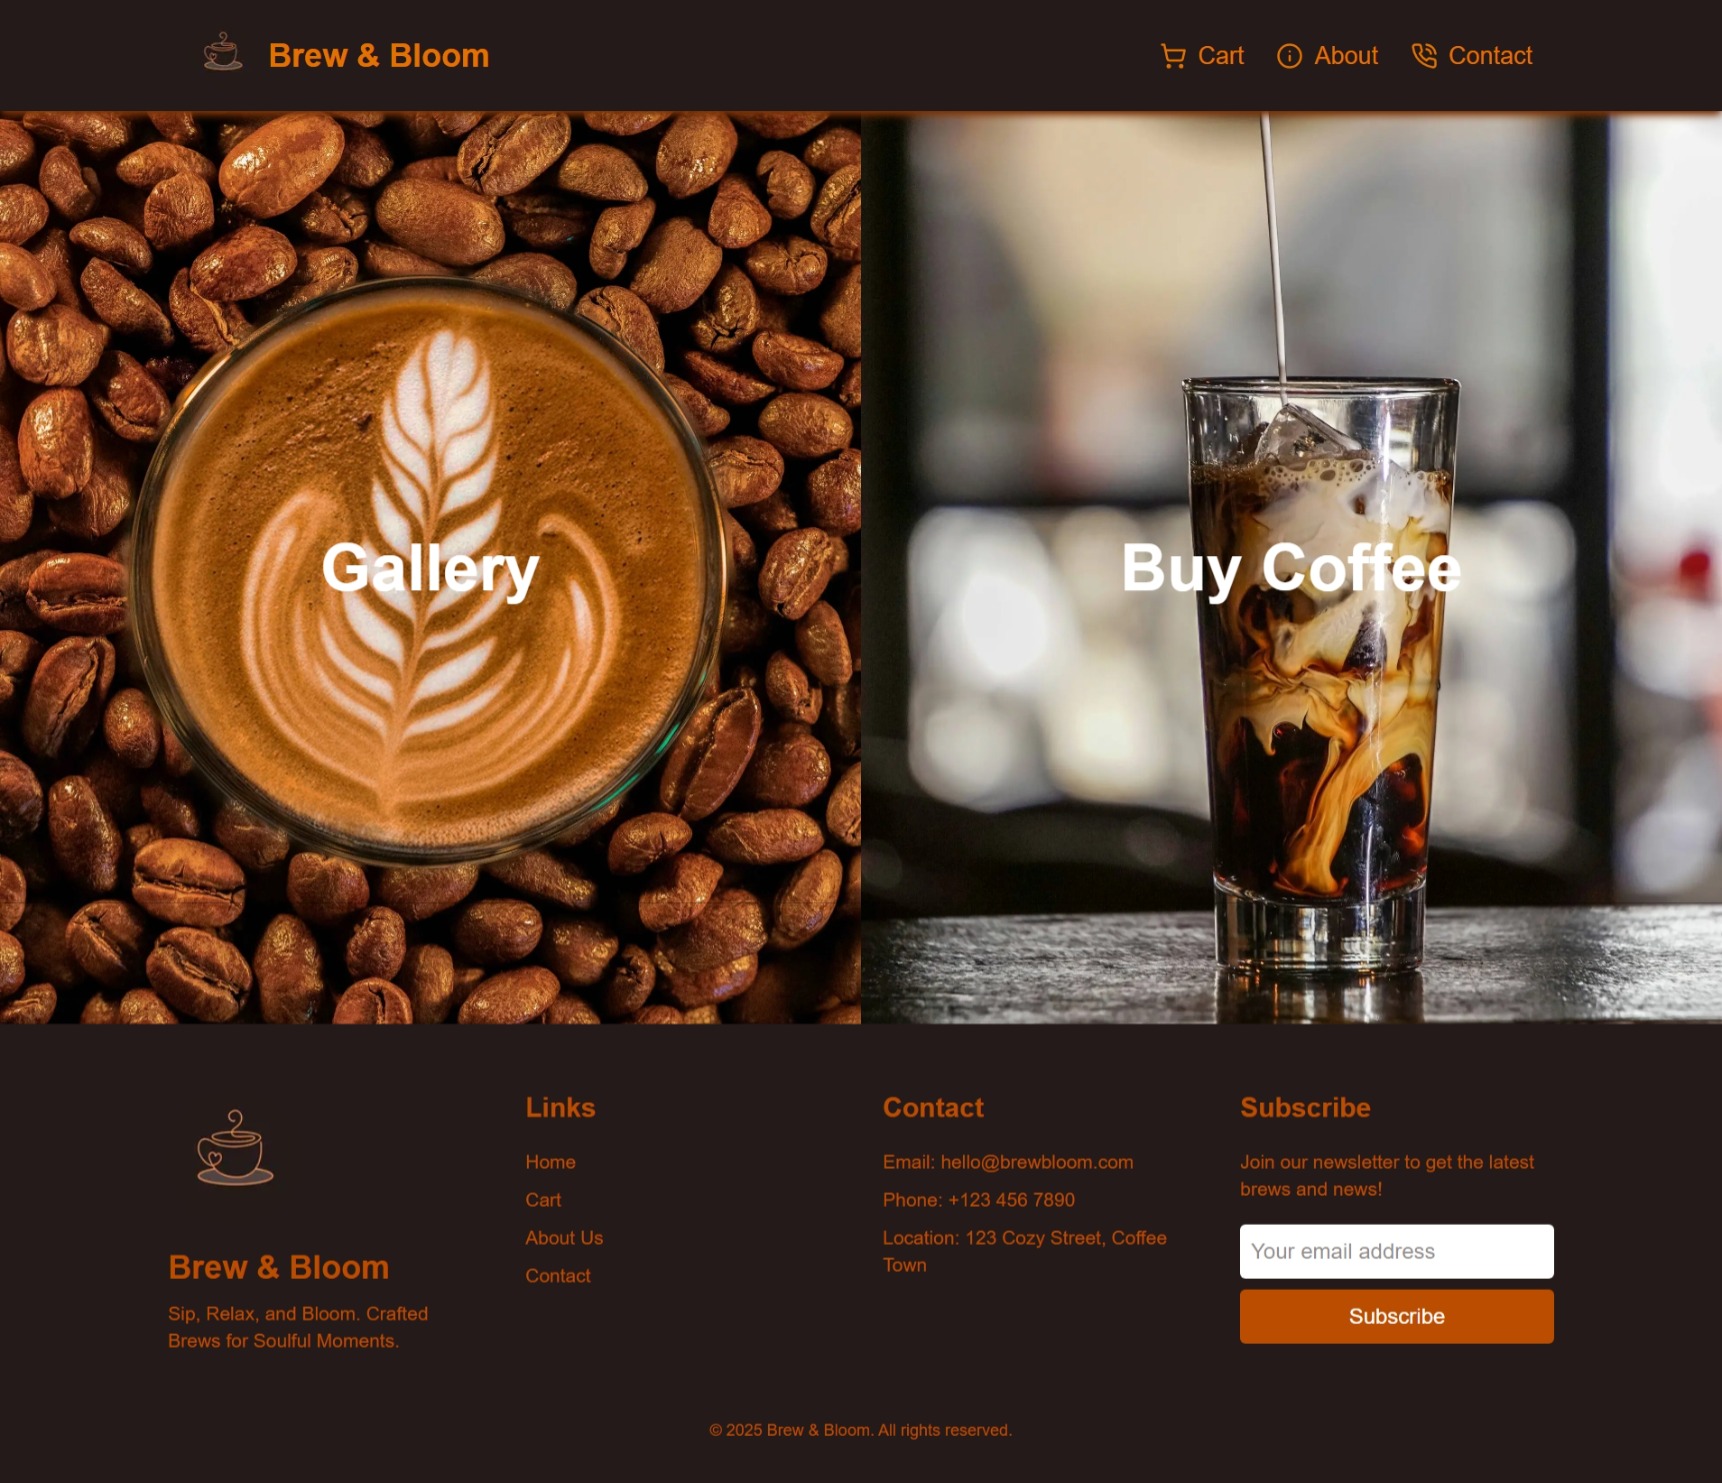 Brew & Bloom
Cart
About
Contact
Gallery
Buy Coffee
Brew & Bloom
Sip, Relax, and Bloom. Crafted
Brews for Soulful Moments.
Links
Home
Cart
About Us
Contact
Contact
Email: hello@brewbloom.com
Phone: +123 456 7890
Location: 123 Cozy Street, Coffee
Town
Subscribe
Join our newsletter to get the latest
brews and news!
Your email address
Subscribe
© 2025 Brew & Bloom. All rights reserved.